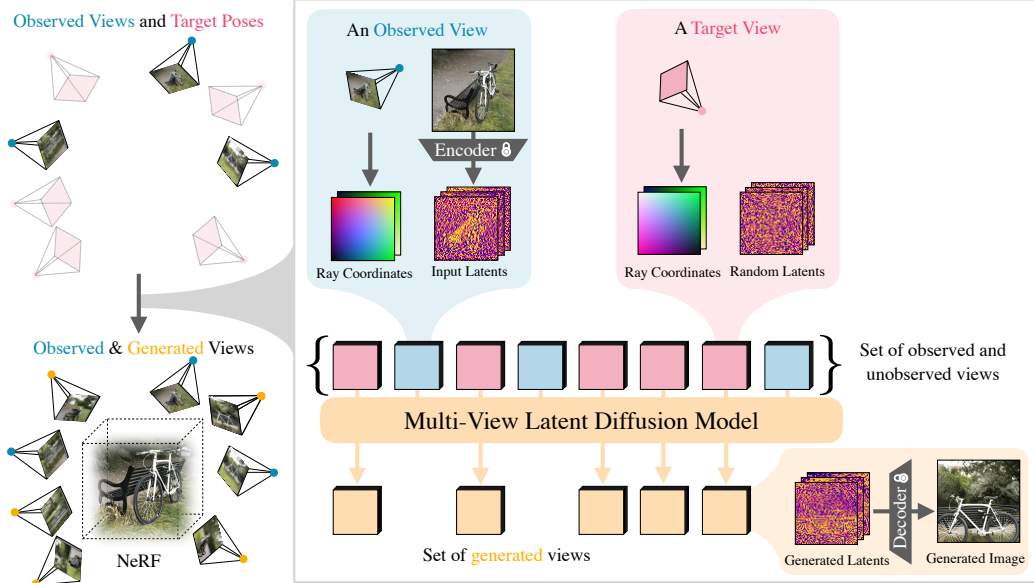 Observed Views and Target Poses
Observed & Generated Views
NeRF
An Observed View
Encoder
Ray Coordinates
Input Latents
A Target View
Ray Coordinates
Random Latents
{ }
Set of observed and
unobserved views
Multi-View Latent Diffusion Model
Set of generated views
Generated Latents
Decoder
Generated Image